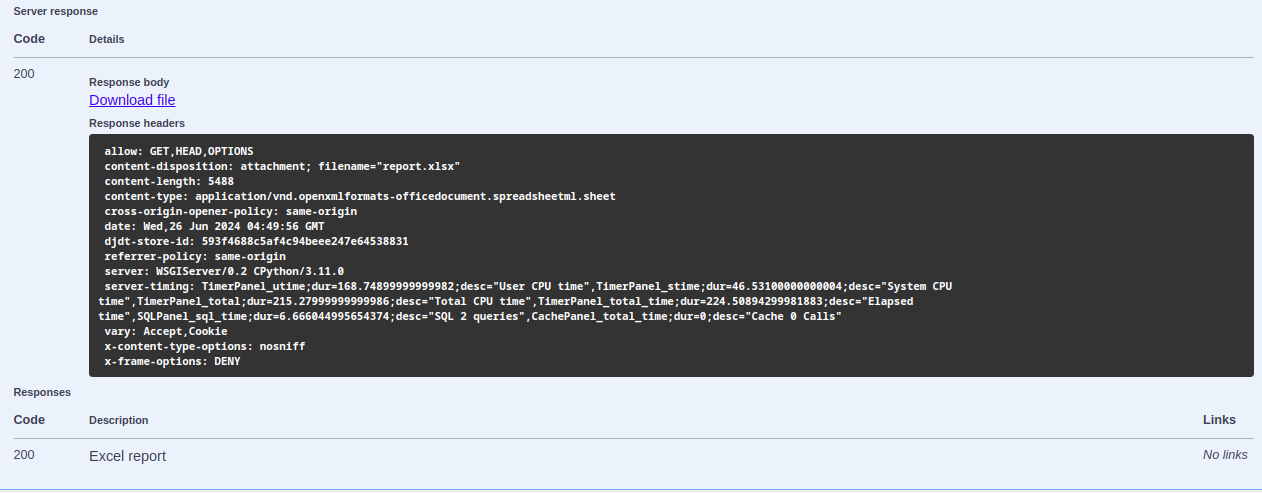 Server response
Code Details
200
Response body
Download file
Response headers
allow: GET,HEAD,OPTIONS
content-disposition: attachment; filename="report.xlsx"
content-length: 5488
content-type: application/vnd.openxmlformats-officedocument.spreadsheetml.sheet
cross-origin-opener-policy: same-origin
date: Wed,26 Jun 2024 04:49:56 GMT
djdt-store-id: 593f4688c5af4c94beee247e64538831
referrer-policy: same-origin
server: WSGIServer/0.2 CPython/3.11.0
server-timing: TimerPanel_utime;dur=168.74899999999982;desc="User CPU time",TimerPanel_stime;dur=46.53100000000004;desc="System CPU
time",TimerPanel_total;dur=215.27999999999986;desc="Total CPU time",TimerPanel_total_time;dur=224.50894299981883;desc="Elapsed
time",SQLPanel_sql_time;dur=6.666044995654374;desc="SQL 2 queries",CachePanel_total_time;dur=0;desc="Cache 0 Calls"
vary: Accept,Cookie
x-content-type-options: nosniff
x-frame-options: DENY
Responses
Code Description Links
200 Excel report No links